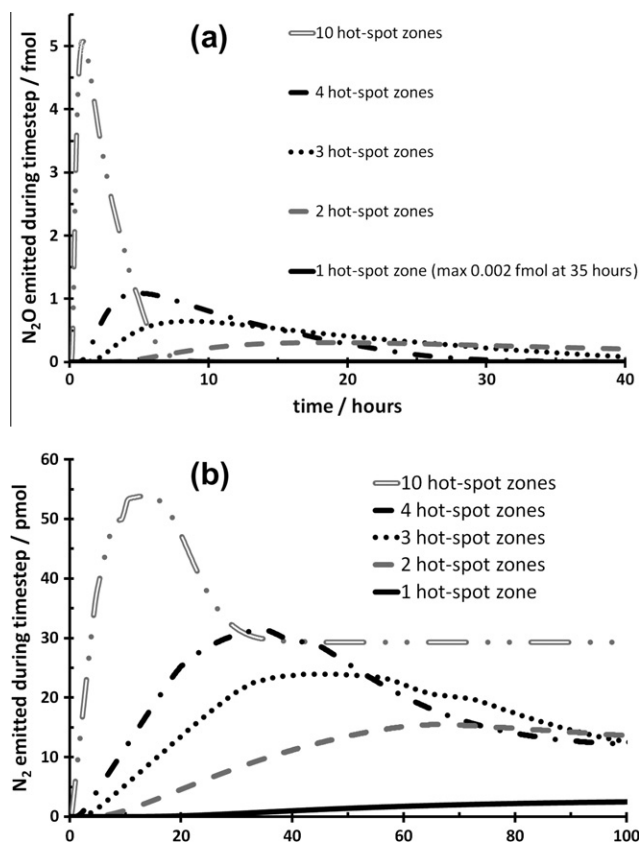 (a)
N₂O emitted during timestep / fmol
5
4
3
2
1
0
10 hot-spot zones
4 hot-spot zones
3 hot-spot zones
2 hot-spot zones
1 hot-spot zone (max 0.002 fmol at 35 hours)
0 10 20 30 40
time / hours
(b)
N₂ emitted during timestep / pmol
60
50
40
30
20
10
0
10 hot-spot zones
4 hot-spot zones
3 hot-spot zones
2 hot-spot zones
1 hot-spot zone
0 20 40 60 80 100